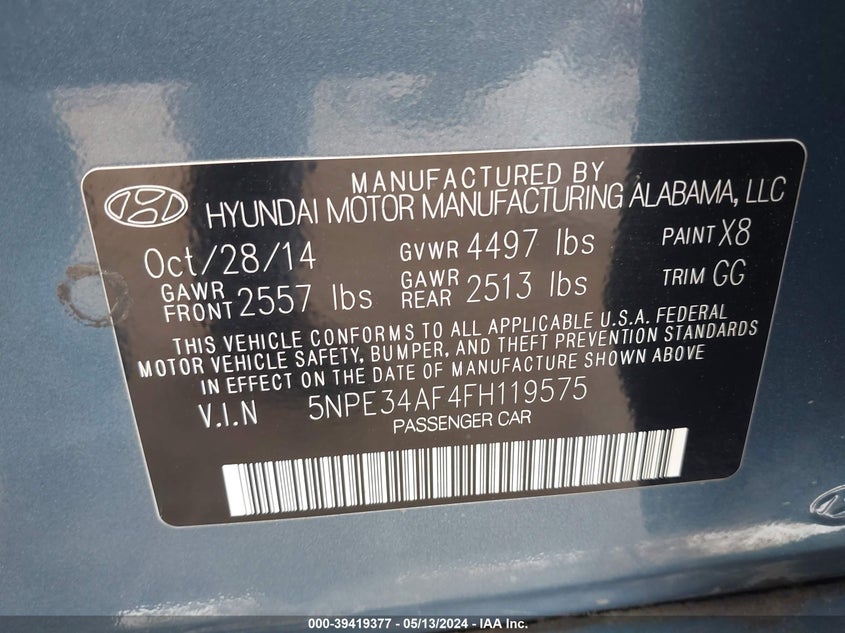 MANUFACTURED BY
HYUNDAI MOTOR MANUFACTURING ALABAMA, LLC
Oct/28/14 GVWR 4497 lbs PAINT X8
GAWR FRONT 2557 lbs GAWR REAR 2513 lbs TRIM GG
THIS VEHICLE CONFORMS TO ALL APPLICABLE U.S.A. FEDERAL
MOTOR VEHICLE SAFETY, BUMPER, AND THEFT PREVENTION STANDARDS
IN EFFECT ON THE DATE OF MANUFACTURE SHOWN ABOVE
V.I.N 5NPE34AF4FH119575
PASSENGER CAR
000-39419377 - 05/13/2024 - IAA Inc.